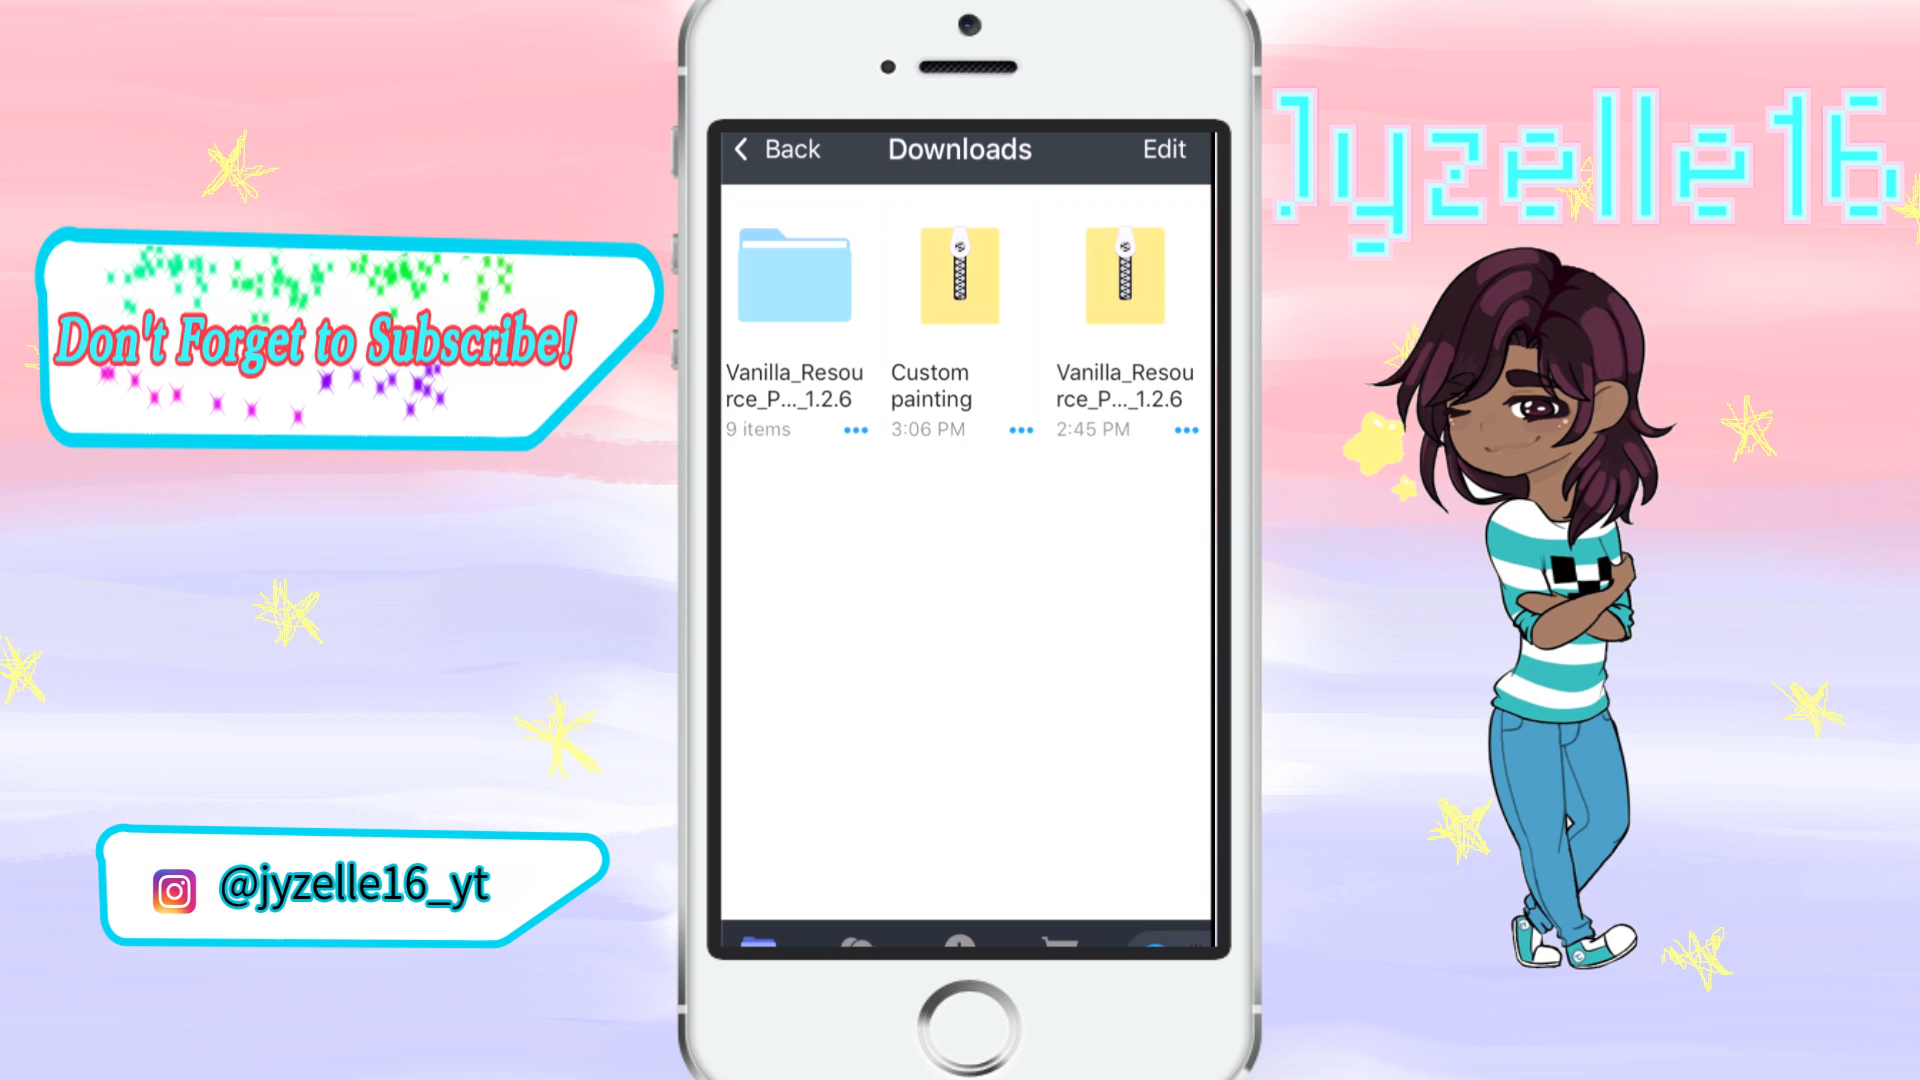 Jyzelle16
Back
Downloads
Edit
Vanilla_Resou
rce_P..._1.2.6
9 items
Custom
painting
3:06 PM
Vanilla_Resou
rce_P..._1.2.6
2:45 PM
Don't Forget to Subscribe!
@jyzelle16_yt